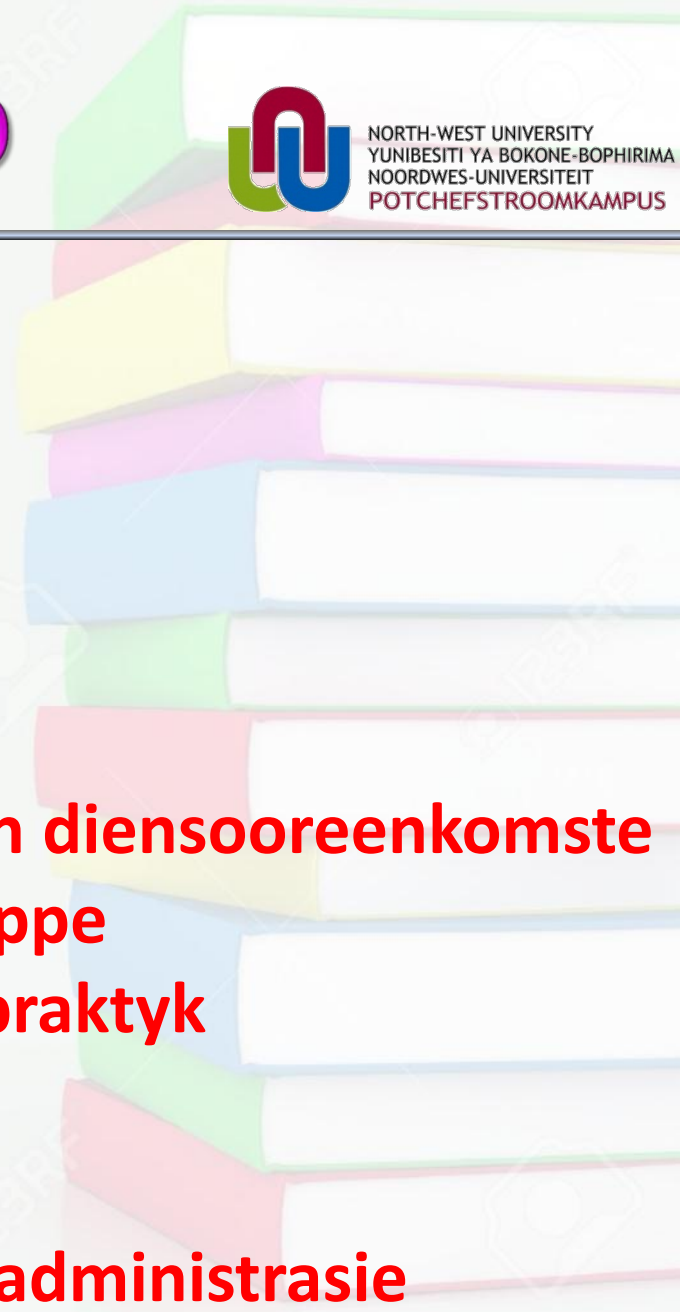 NORTH-WEST UNIVERSITY
YUNIBESITI YA BOKONE-BOPHIRIMA
NOORDWES-UNIVERSITEIT
POTCHEFSTROOMKAMPUS
n diensooreenkomste
ppe
praktyk
administrasie